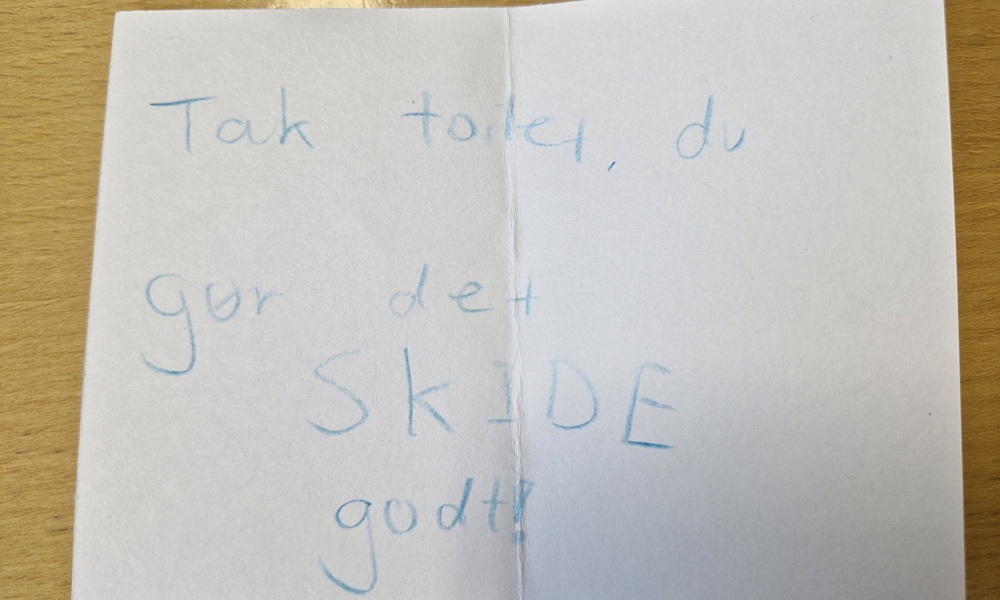 Tak toilet, du
gør det
SKIDE
godt!